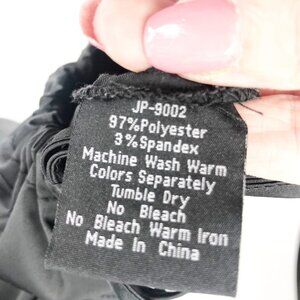 JP-9002
97%Polyester
3%Spandex
Machine Wash Warm
Colors Separately
Tumble Dry
No Bleach
No Bleach Warm Iron
Made In China